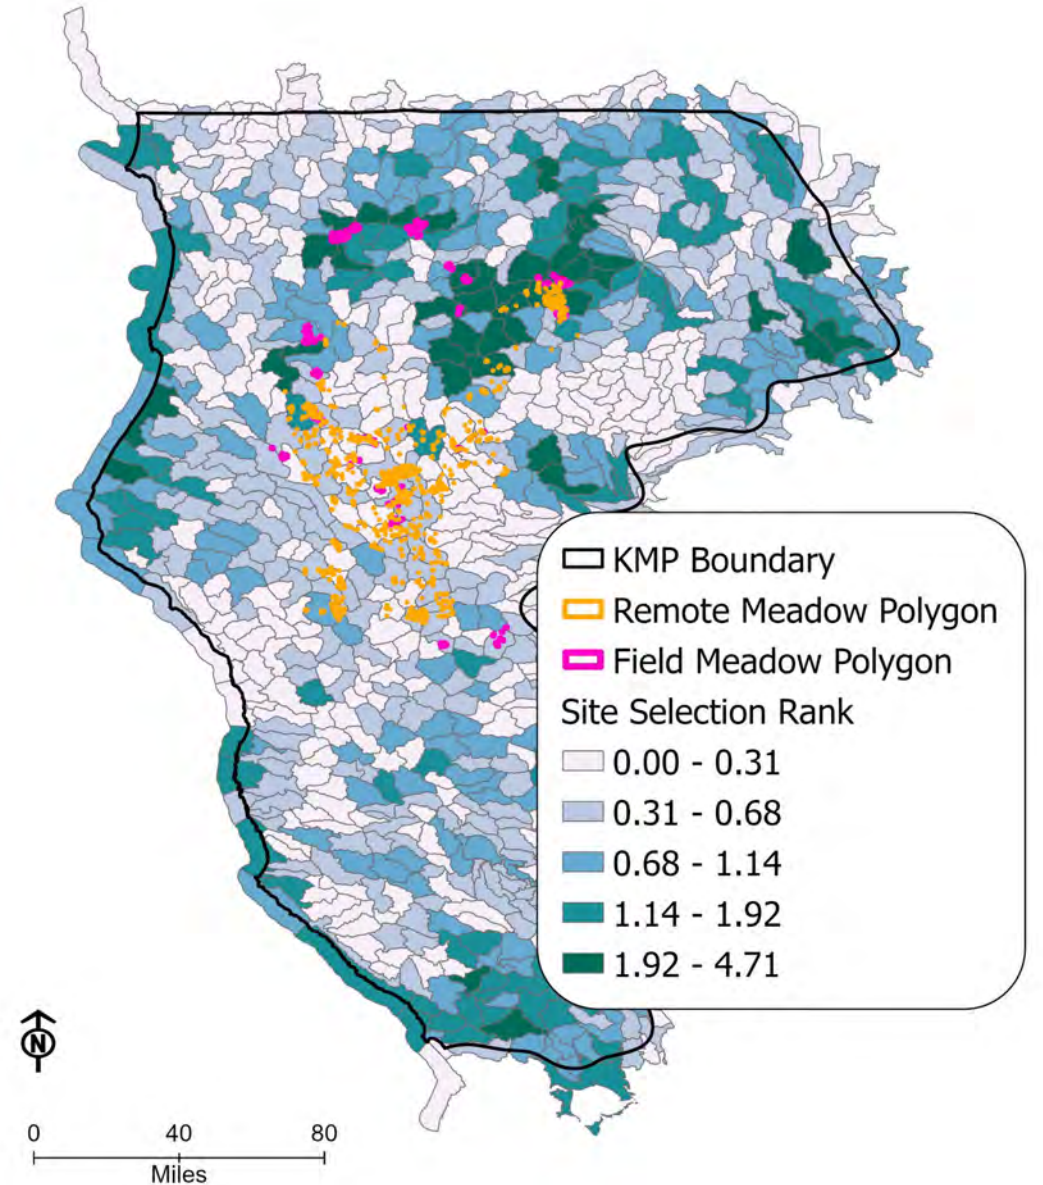 KMP Boundary
Remote Meadow Polygon
Field Meadow Polygon
Site Selection Rank
0.00 - 0.31
0.31 - 0.68
0.68 - 1.14
1.14 - 1.92
1.92 - 4.71
N
0 40 80
Miles